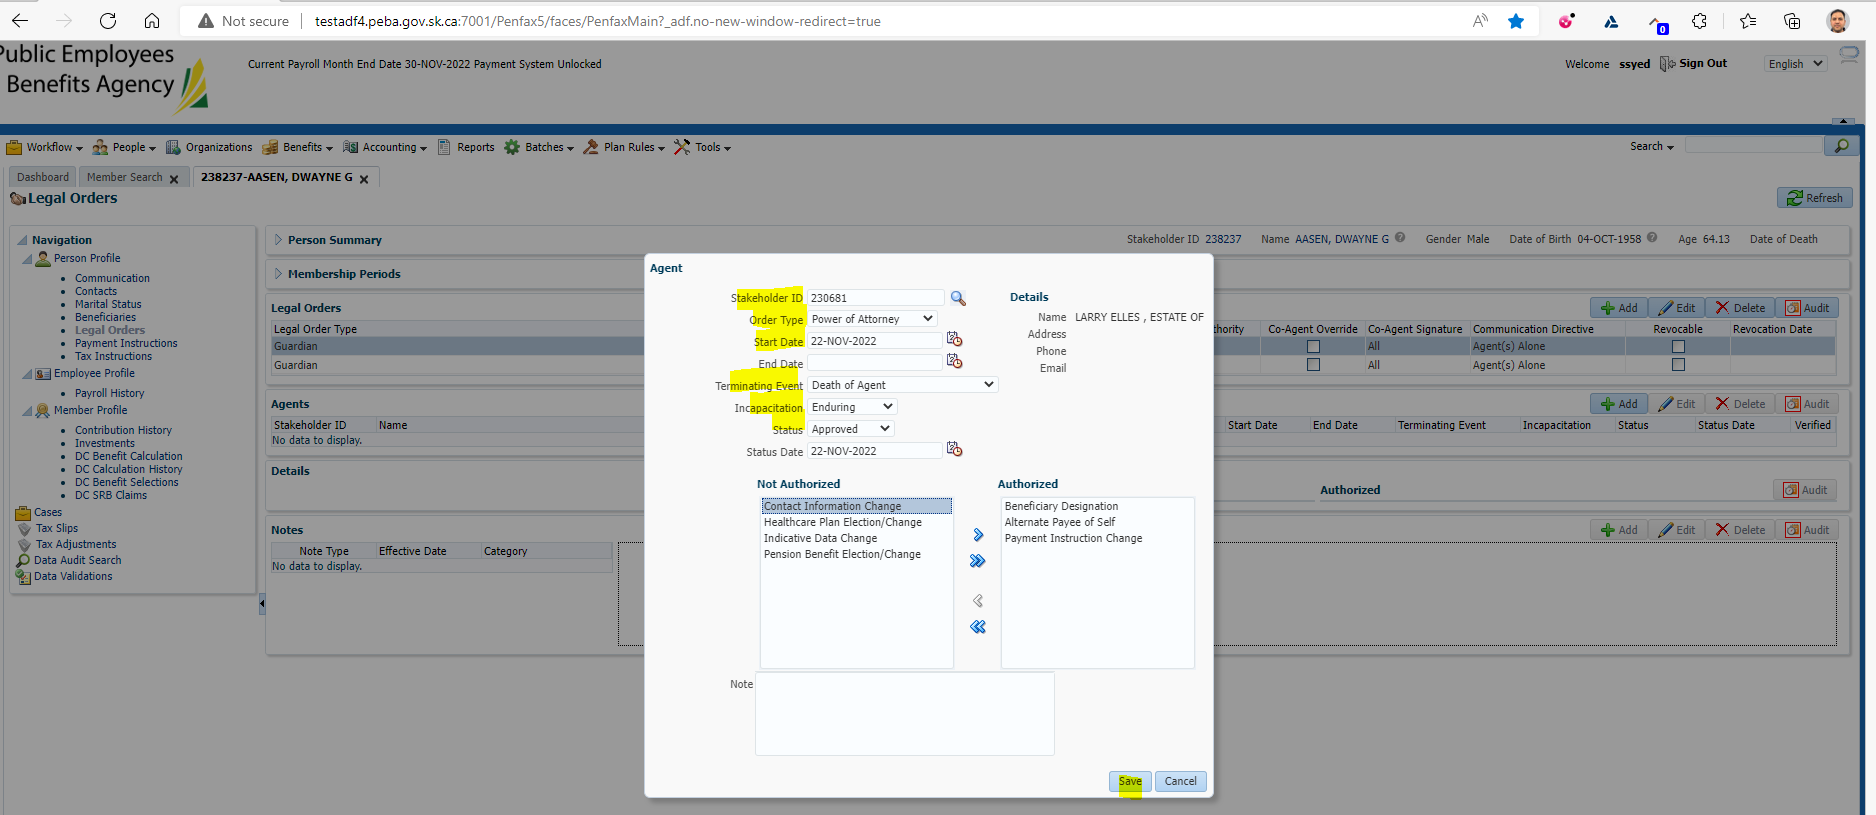 Not secure | testadf4.peba.gov.sk.ca:7001/Penfax5/faces/PenfaxMain?_adf.no-new-window-redirect=true
0
Public Employees
Benefits Agency
Current Payroll Month End Date 30-NOV-2022 Payment System Unlocked
Welcome ssyed Sign Out English
Workflow People Organizations Benefits Accounting Reports Batches Plan Rules Tools Search
Dashboard Member Search 238237-AASEN, DWAYNE G
Legal Orders Refresh
Navigation
Person Profile
Communication
Contacts
Marital Status
Beneficiaries
Legal Orders
Payment Instructions
Tax Instructions
Employee Profile
Payroll History
Member Profile
Contribution History
Investments
DC Benefit Calculation
DC Calculation History
DC Benefit Selections
DC SRB Claims
Cases
Tax Slips
Tax Adjustments
Data Audit Search
Data Validations
Person Summary Stakeholder ID 238237 Name AASEN, DWAYNE G Gender Male Date of Birth 04-OCT-1958 Age 64.13 Date of Death
Membership Periods
Legal Orders Add Edit Delete Audit
Legal Order Type thority Co-Agent Override Co-Agent Signature Communication Directive Revocable Revocation Date
Guardian All Agent(s) Alone
Guardian All Agent(s) Alone
Agents Add Edit Delete Audit
Stakeholder ID Name Start Date End Date Terminating Event Incapacitation Status Status Date Verified
No data to display.
Details
Authorized Audit
Notes Add Edit Delete Audit
Note Type Effective Date Category
No data to display.
Agent
Stakeholder ID 230681
Order Type Power of Attorney
Start Date 22-NOV-2022
End Date
Terminating Event Death of Agent
Incapacitation Enduring
Status Approved
Status Date 22-NOV-2022
Details
Name LARRY ELLES , ESTATE OF
Address
Phone
Email
Not Authorized
Contact Information Change
Healthcare Plan Election/Change
Indicative Data Change
Pension Benefit Election/Change
Authorized
Beneficiary Designation
Alternate Payee of Self
Payment Instruction Change
Note
Save Cancel